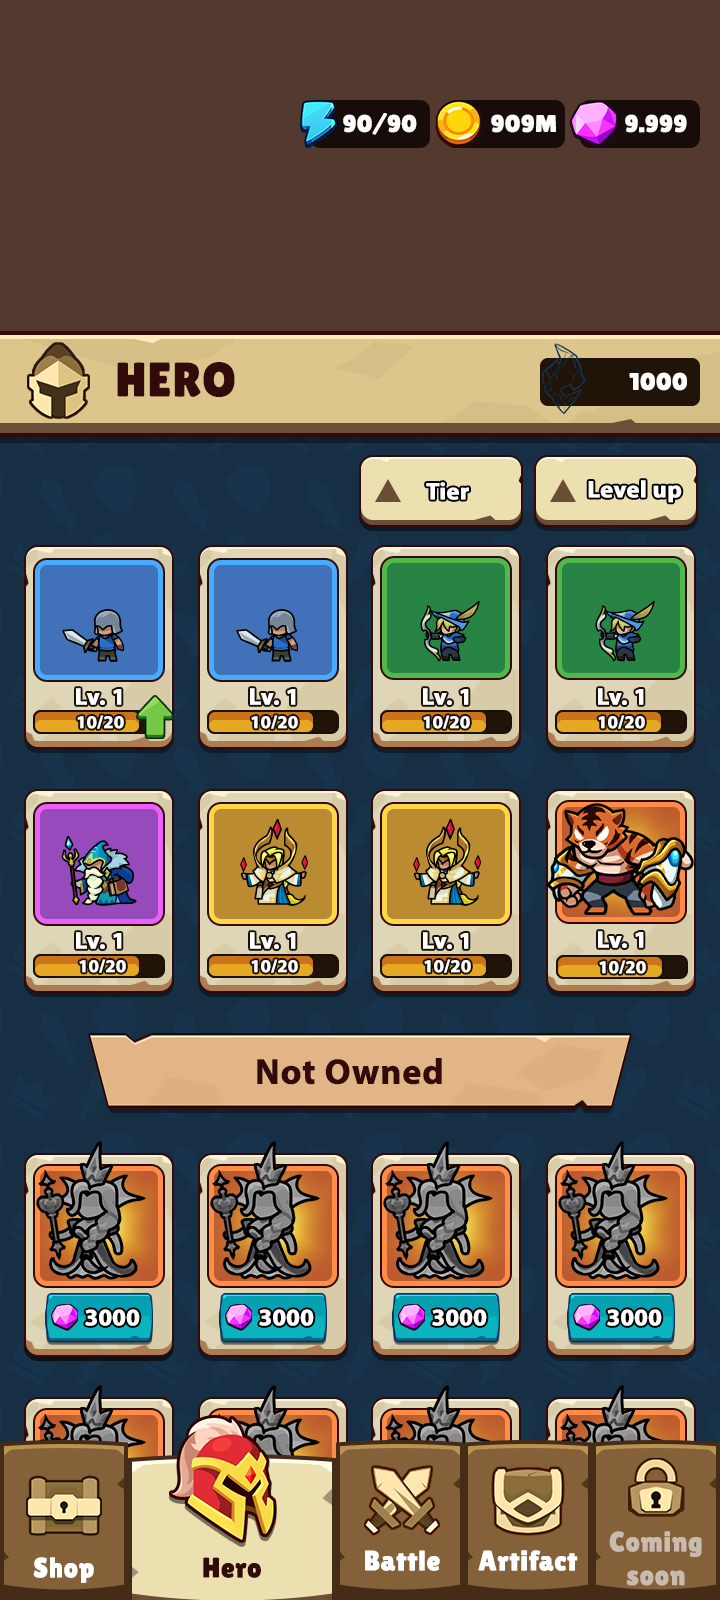 90/90 909M 9.999
HERO 1000
Tier Level up
Lv. 1 Lv. 1 Lv. 1 Lv. 1
10/20 10/20 10/20 10/20
Lv. 1 Lv. 1 Lv. 1 Lv. 1
10/20 10/20 10/20 10/20
Not Owned
3000 3000 3000 3000
Shop Hero Battle Artifact Coming
soon